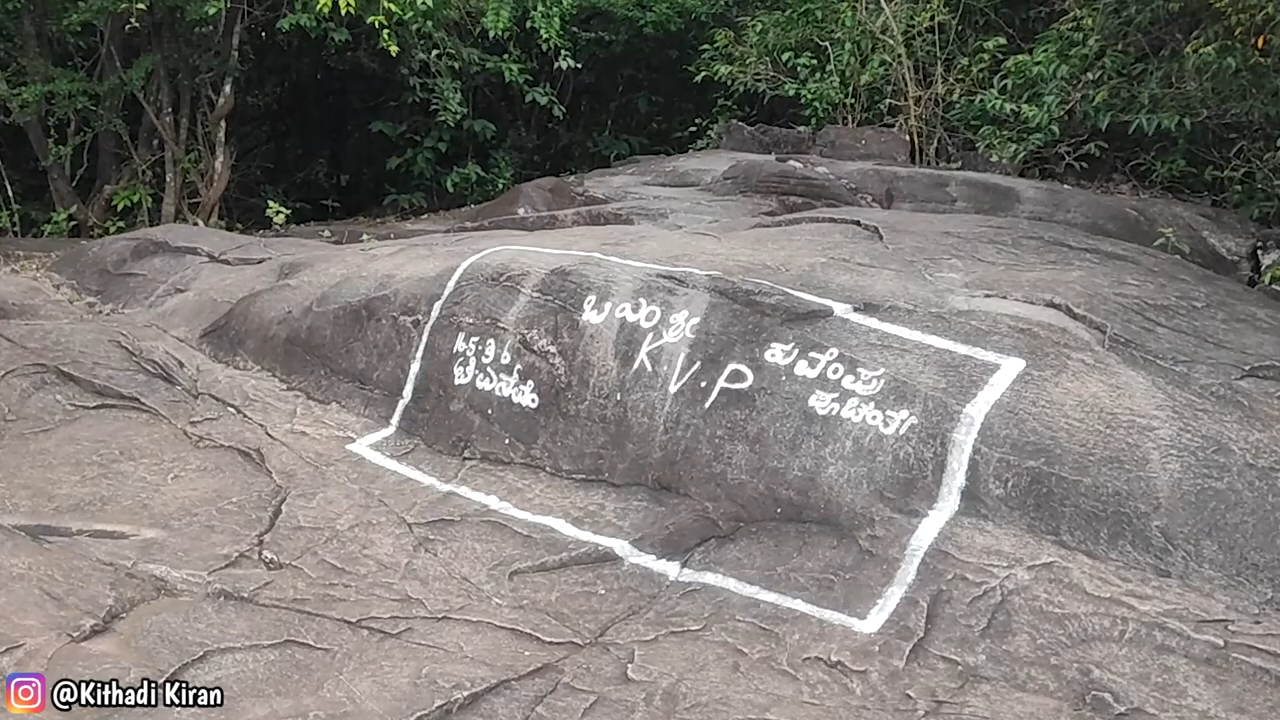 ಬಿ ಎಂ ಶ್ರೀ
K.V.P
ಕುವೆಂಪು
ಪೂಚಂತೇ
16.5.36
ಟಿ.ಎಸ್.ವೆಂ
@Kithadi Kiran